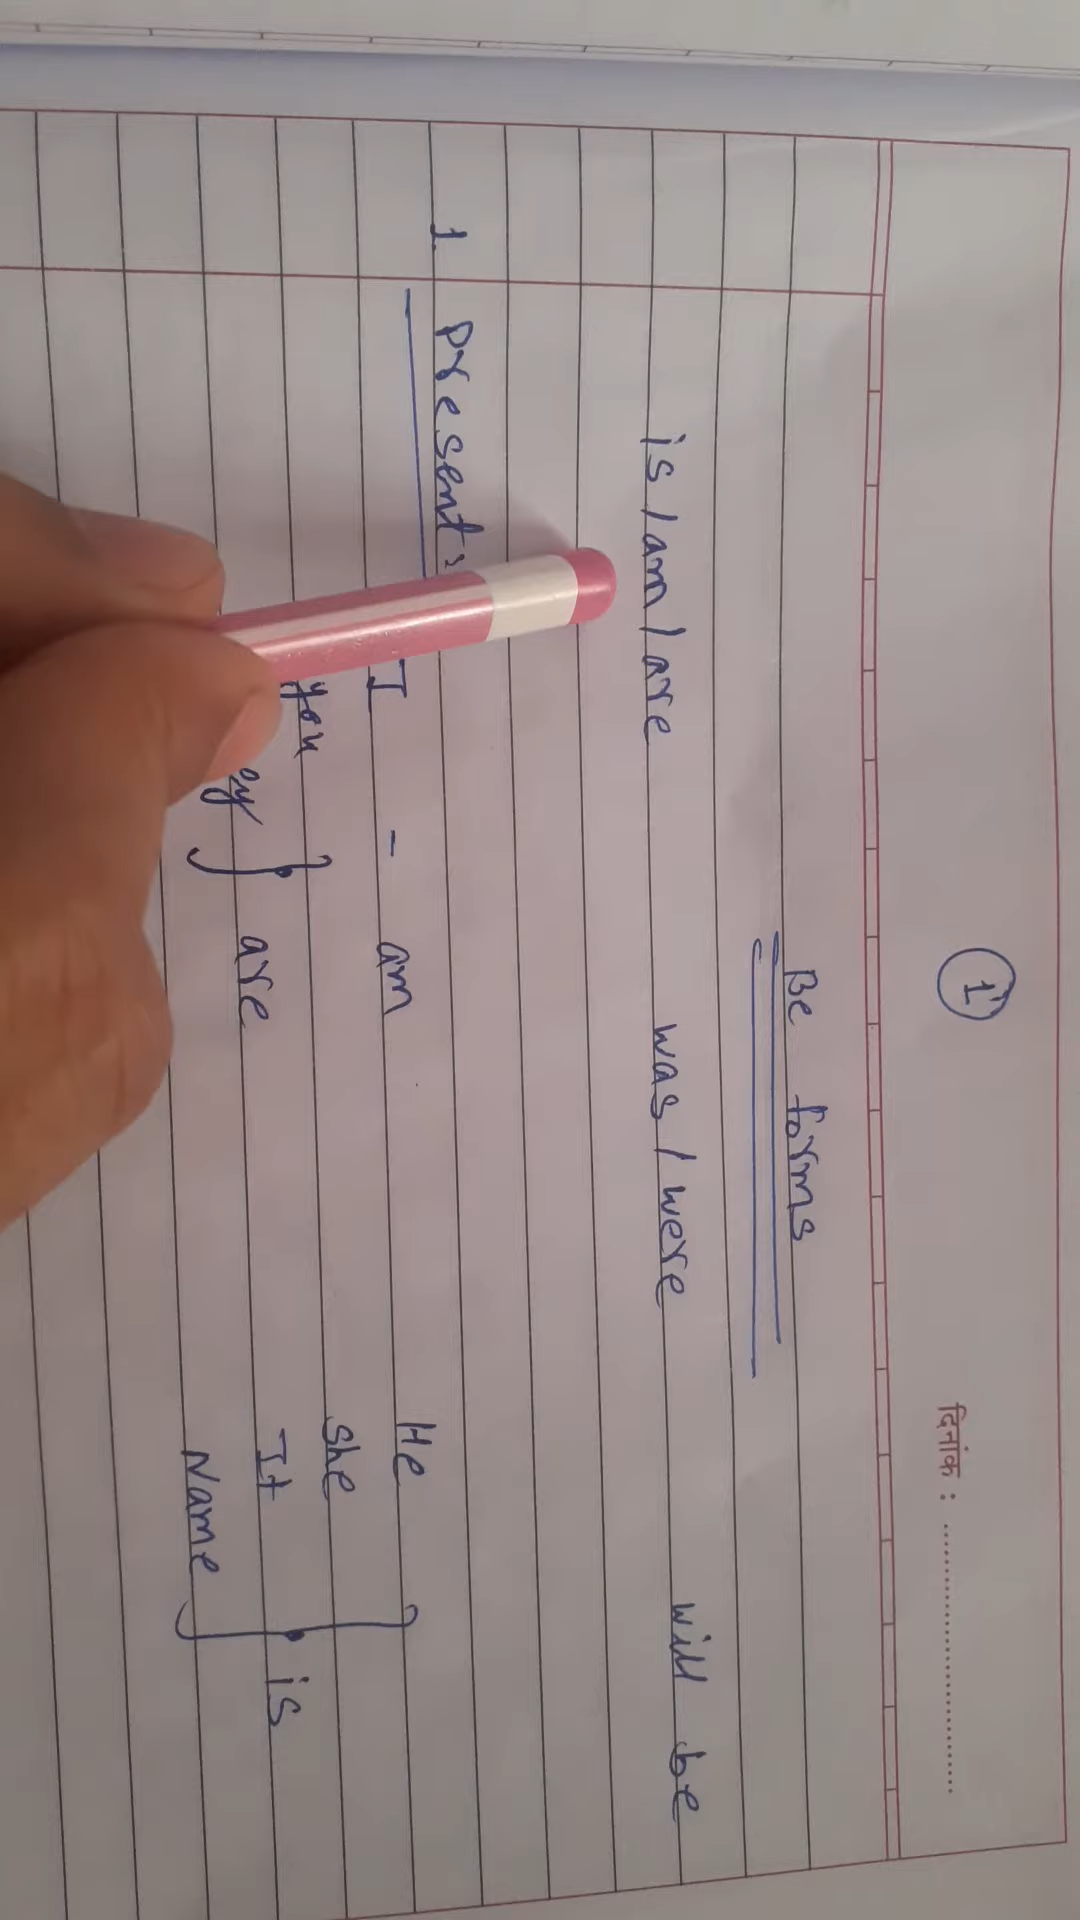 1
दिनांक : ........................
Be forms
is / am / are was / were will be
1. Present :
I - am He
you She
are It is
Name